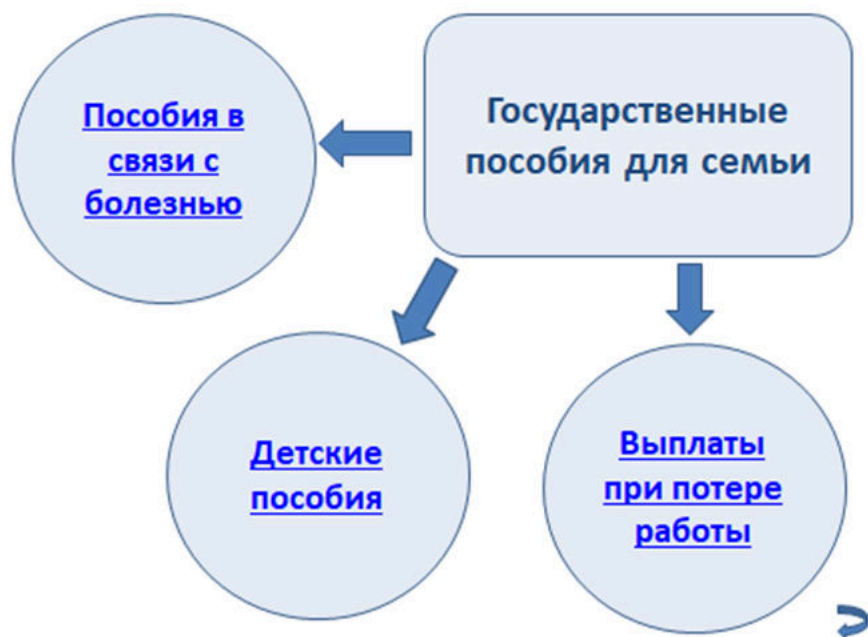 Государственные
пособия для семьи
Пособия в
связи с
болезнью
Детские
пособия
Выплаты
при потере
работы